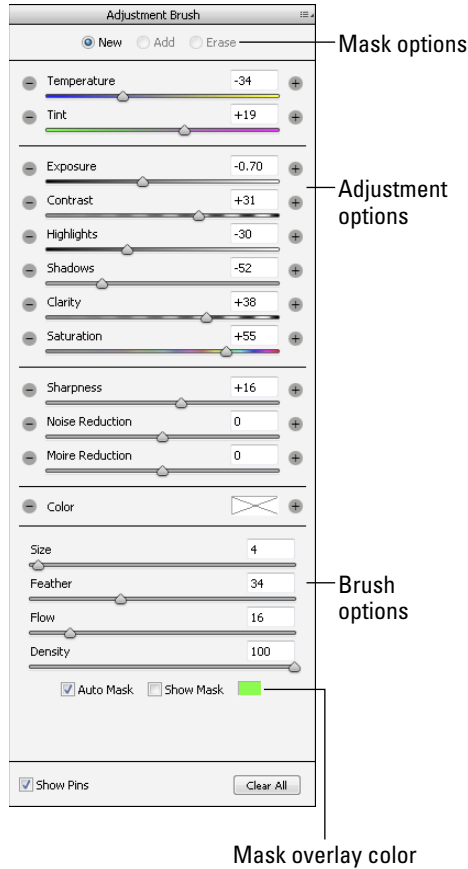 Adjustment Brush
New Add Erase
Mask options
Temperature -34
Tint +19
Exposure -0.70
Adjustment
options
Contrast +31
Highlights -30
Shadows -52
Clarity +38
Saturation +55
Sharpness +16
Noise Reduction 0
Moire Reduction 0
Color
Size 4
Feather 34
Brush
options
Flow 16
Density 100
Auto Mask Show Mask
Show Pins Clear All
Mask overlay color